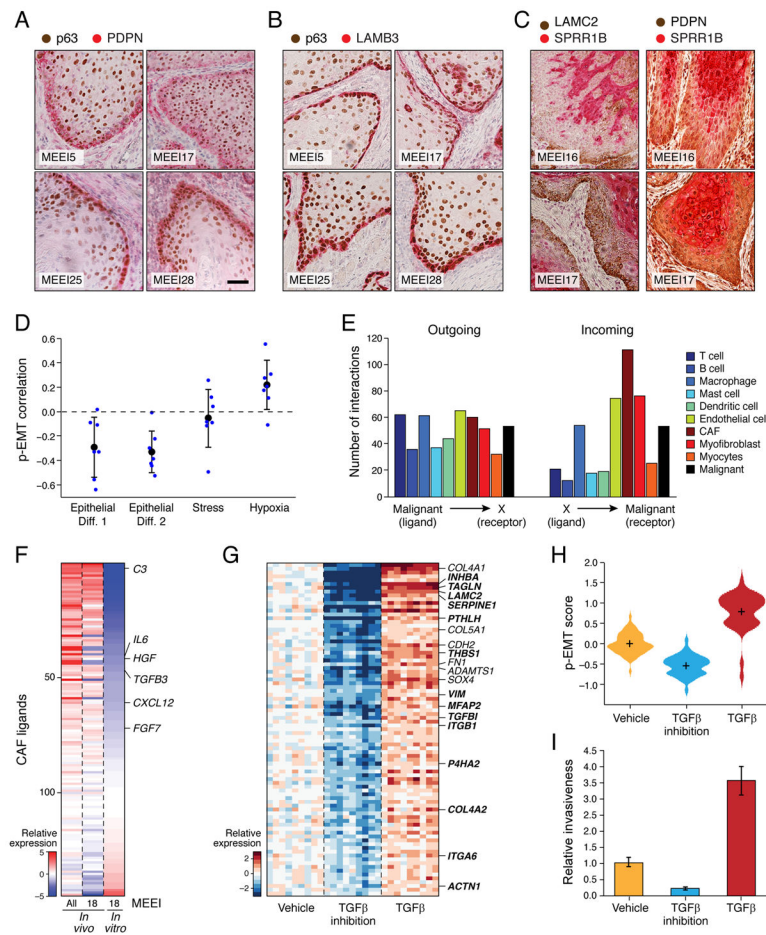 A
p63 PDPN
MEEI5
MEEI17
MEEI25
MEEI28
B
p63 LAMB3
MEEI5
MEEI17
MEEI25
MEEI28
C
LAMC2 PDPN
SPRR1B SPRR1B
MEEI16
MEEI16
MEEI17
MEEI17
D
p-EMT correlation
0.6
0.4
0.2
0.0
−0.2
−0.4
−0.6
Epithelial Epithelial Stress Hypoxia
Diff. 1 Diff. 2
E
Outgoing Incoming
Number of interactions
120
100
80
60
40
20
0
Malignant X X Malignant
(ligand) (receptor) (ligand) (receptor)
T cell
B cell
Macrophage
Mast cell
Dendritic cell
Endothelial cell
CAF
Myofibroblast
Myocytes
Malignant
F
CAF ligands
50
100
C3
IL6
HGF
TGFB3
CXCL12
FGF7
Relative
expression
5
0
−5
All 18 18 MEEI
In In
vivo vitro
G
COL4A1
INHBA
TAGLN
LAMC2
SERPINE1
PTHLH
COL5A1
CDH2
THBS1
FN1
ADAMTS1
SOX4
VIM
MFAP2
TGFBI
ITGB1
P4HA2
COL4A2
ITGA6
ACTN1
Relative
expression
2
0
−2
Vehicle TGFβ TGFβ
inhibition
H
p-EMT score
2.0
1.5
1.0
0.5
0.0
−0.5
−1.0
Vehicle TGFβ TGFβ
inhibition
I
Relative invasiveness
4.5
4.0
3.5
3.0
2.5
2.0
1.5
1.0
0.5
0.0
Vehicle TGFβ TGFβ
inhibition